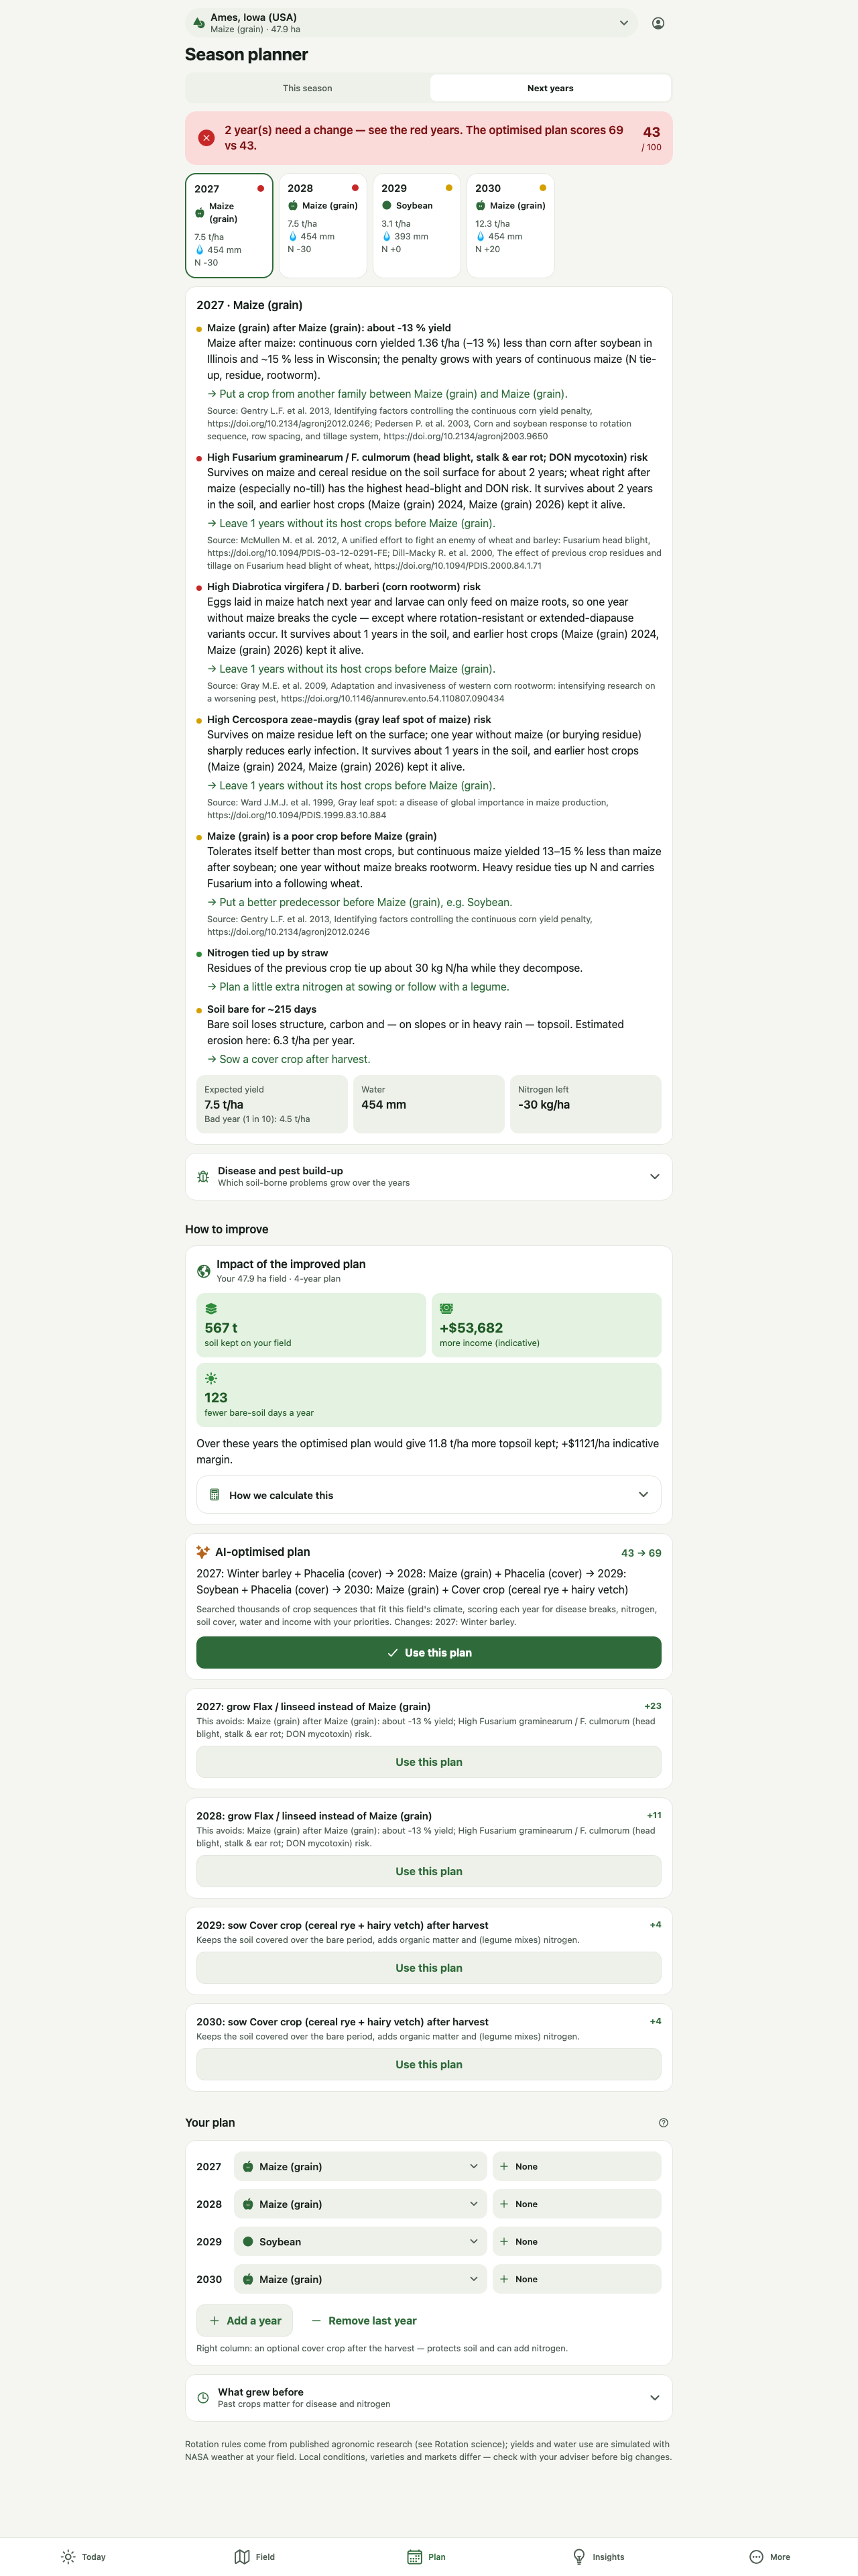 Ames, Iowa (USA)
Maize (grain) · 47.9 ha
Season planner
This season
Next years
2 year(s) need a change — see the red years. The optimised plan scores 69
vs 43.
43
/ 100
2027
Maize
(grain)
7.5 t/ha
💧 454 mm
N -30
2028
Maize (grain)
7.5 t/ha
💧 454 mm
N -30
2029
Soybean
3.1 t/ha
💧 393 mm
N +0
2030
Maize (grain)
12.3 t/ha
💧 454 mm
N +20
2027 · Maize (grain)
Maize (grain) after Maize (grain): about -13 % yield
Maize after maize: continuous corn yielded 1.36 t/ha (−13 %) less than corn after soybean in
Illinois and ~15 % less in Wisconsin; the penalty grows with years of continuous maize (N tie-
up, residue, rootworm).
→ Put a crop from another family between Maize (grain) and Maize (grain).
Source: Gentry L.F. et al. 2013, Identifying factors controlling the continuous corn yield penalty,
https://doi.org/10.2134/agronj2012.0246; Pedersen P. et al. 2003, Corn and soybean response to rotation
sequence, row spacing, and tillage system, https://doi.org/10.2134/agronj2003.9650
High Fusarium graminearum / F. culmorum (head blight, stalk & ear rot; DON mycotoxin) risk
Survives on maize and cereal residue on the soil surface for about 2 years; wheat right after
maize (especially no-till) has the highest head-blight and DON risk. It survives about 2 years
in the soil, and earlier host crops (Maize (grain) 2024, Maize (grain) 2026) kept it alive.
→ Leave 1 years without its host crops before Maize (grain).
Source: McMullen M. et al. 2012, A unified effort to fight an enemy of wheat and barley: Fusarium head blight,
https://doi.org/10.1094/PDIS-03-12-0291-FE; Dill-Macky R. et al. 2000, The effect of previous crop residues and
tillage on Fusarium head blight of wheat, https://doi.org/10.1094/PDIS.2000.84.1.71
High Diabrotica virgifera / D. barberi (corn rootworm) risk
Eggs laid in maize hatch next year and larvae can only feed on maize roots, so one year
without maize breaks the cycle — except where rotation-resistant or extended-diapause
variants occur. It survives about 1 years in the soil, and earlier host crops (Maize (grain) 2024,
Maize (grain) 2026) kept it alive.
→ Leave 1 years without its host crops before Maize (grain).
Source: Gray M.E. et al. 2009, Adaptation and invasiveness of western corn rootworm: intensifying research on
a worsening pest, https://doi.org/10.1146/annurev.ento.54.110807.090434
High Cercospora zeae-maydis (gray leaf spot of maize) risk
Survives on maize residue left on the surface; one year without maize (or burying residue)
sharply reduces early infection. It survives about 1 years in the soil, and earlier host crops
(Maize (grain) 2024, Maize (grain) 2026) kept it alive.
→ Leave 1 years without its host crops before Maize (grain).
Source: Ward J.M.J. et al. 1999, Gray leaf spot: a disease of global importance in maize production,
https://doi.org/10.1094/PDIS.1999.83.10.884
Maize (grain) is a poor crop before Maize (grain)
Tolerates itself better than most crops, but continuous maize yielded 13–15 % less than maize
after soybean; one year without maize breaks rootworm. Heavy residue ties up N and carries
Fusarium into a following wheat.
→ Put a better predecessor before Maize (grain), e.g. Soybean.
Source: Gentry L.F. et al. 2013, Identifying factors controlling the continuous corn yield penalty,
https://doi.org/10.2134/agronj2012.0246
Nitrogen tied up by straw
Residues of the previous crop tie up about 30 kg N/ha while they decompose.
→ Plan a little extra nitrogen at sowing or follow with a legume.
Soil bare for ~215 days
Bare soil loses structure, carbon and — on slopes or in heavy rain — topsoil. Estimated
erosion here: 6.3 t/ha per year.
→ Sow a cover crop after harvest.
Expected yield
7.5 t/ha
Bad year (1 in 10): 4.5 t/ha
Water
454 mm
Nitrogen left
-30 kg/ha
Disease and pest build-up
Which soil-borne problems grow over the years
How to improve
Impact of the improved plan
Your 47.9 ha field · 4-year plan
567 t
soil kept on your field
+$53,682
more income (indicative)
123
fewer bare-soil days a year
Over these years the optimised plan would give 11.8 t/ha more topsoil kept; +$1121/ha indicative
margin.
How we calculate this
AI-optimised plan
43 → 69
2027: Winter barley + Phacelia (cover) → 2028: Maize (grain) + Phacelia (cover) → 2029:
Soybean + Phacelia (cover) → 2030: Maize (grain) + Cover crop (cereal rye + hairy vetch)
Searched thousands of crop sequences that fit this field's climate, scoring each year for disease breaks, nitrogen,
soil cover, water and income with your priorities. Changes: 2027: Winter barley.
Use this plan
2027: grow Flax / linseed instead of Maize (grain)
+23
This avoids: Maize (grain) after Maize (grain): about -13 % yield; High Fusarium graminearum / F. culmorum (head
blight, stalk & ear rot; DON mycotoxin) risk.
Use this plan
2028: grow Flax / linseed instead of Maize (grain)
+11
This avoids: Maize (grain) after Maize (grain): about -13 % yield; High Fusarium graminearum / F. culmorum (head
blight, stalk & ear rot; DON mycotoxin) risk.
Use this plan
2029: sow Cover crop (cereal rye + hairy vetch) after harvest
+4
Keeps the soil covered over the bare period, adds organic matter and (legume mixes) nitrogen.
Use this plan
2030: sow Cover crop (cereal rye + hairy vetch) after harvest
+4
Keeps the soil covered over the bare period, adds organic matter and (legume mixes) nitrogen.
Use this plan
Your plan
2027
Maize (grain)
None
2028
Maize (grain)
None
2029
Soybean
None
2030
Maize (grain)
None
Add a year
Remove last year
Right column: an optional cover crop after the harvest — protects soil and can add nitrogen.
What grew before
Past crops matter for disease and nitrogen
Rotation rules come from published agronomic research (see Rotation science); yields and water use are simulated with
NASA weather at your field. Local conditions, varieties and markets differ — check with your adviser before big changes.
Today
Field
Plan
Insights
More